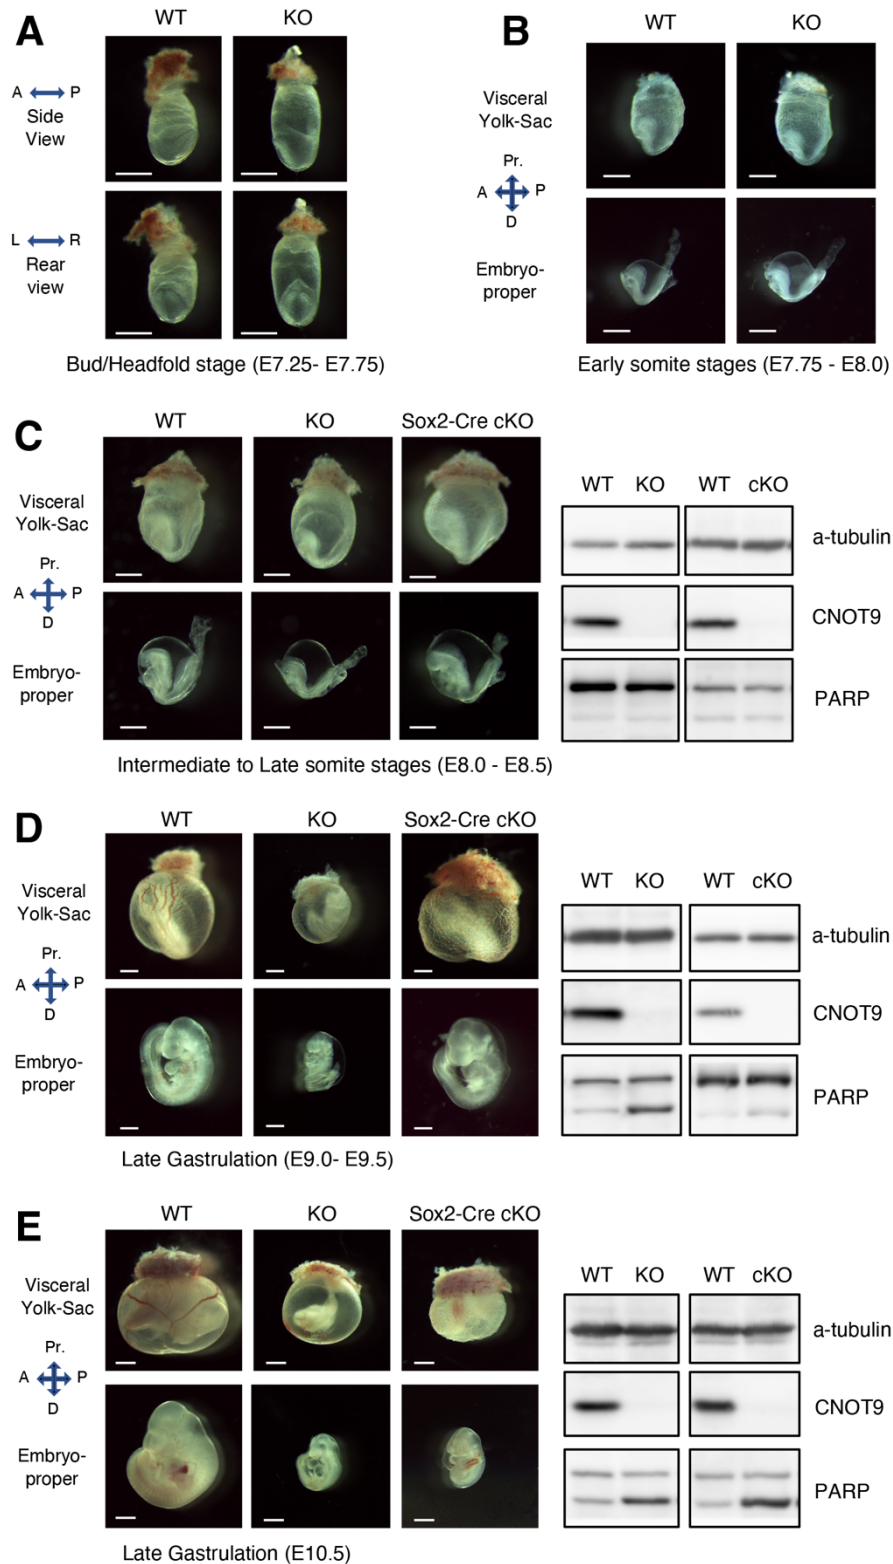 A
WT
KO
A P
Side
View
L R
Rear
view
Bud/Headfold stage (E7.25- E7.75)
B
WT
KO
Visceral
Yolk-Sac
Pr.
A P
D
Embryo-
proper
Early somite stages (E7.75 - E8.0)
C
WT
KO
Sox2-Cre cKO
Visceral
Yolk-Sac
Pr.
A P
D
Embryo-
proper
WT KO WT cKO
a-tubulin
CNOT9
PARP
Intermediate to Late somite stages (E8.0 - E8.5)
D
WT
KO
Sox2-Cre cKO
Visceral
Yolk-Sac
Pr.
A P
D
Embryo-
proper
WT KO WT cKO
a-tubulin
CNOT9
PARP
Late Gastrulation (E9.0- E9.5)
E
WT
KO
Sox2-Cre cKO
Visceral
Yolk-Sac
Pr.
A P
D
Embryo-
proper
WT KO WT cKO
a-tubulin
CNOT9
PARP
Late Gastrulation (E10.5)